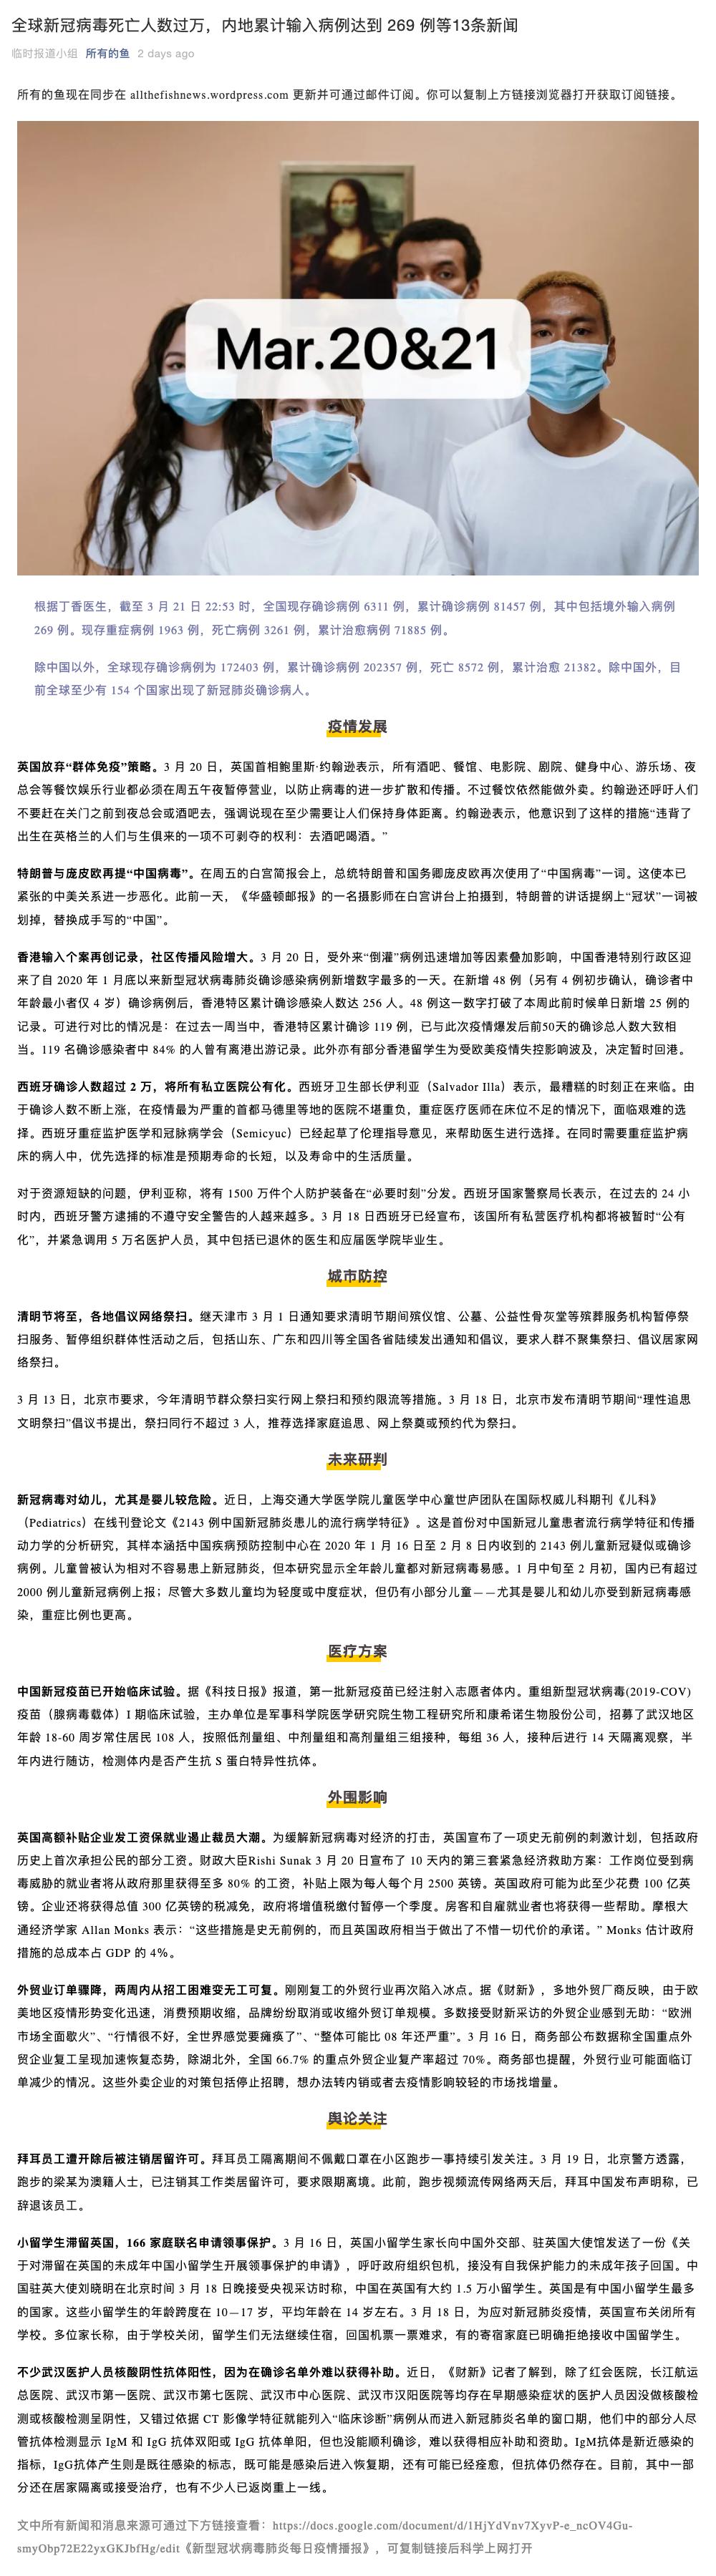 全球新冠病毒死亡人数过万，内地累计输入病例达到 269 例等13条新闻
临时报道小组 所有的鱼 2 days ago
所有的鱼现在同步在 allthefishnews.wordpress.com 更新并可通过邮件订阅。你可以复制上方链接浏览器打开获取订阅链接。
Mar.20&21
根据丁香医生，截至 3 月 21 日 22:53 时，全国现存确诊病例 6311 例，累计确诊病例 81457 例，其中包括境外输入病例
269 例。现存重症病例 1963 例，死亡病例 3261 例，累计治愈病例 71885 例。
除中国以外，全球现存确诊病例为 172403 例，累计确诊病例 202357 例，死亡 8572 例，累计治愈 21382。除中国外，目
前全球至少有 154 个国家出现了新冠肺炎确诊病人。
疫情发展
英国放弃“群体免疫”策略。3 月 20 日，英国首相鲍里斯·约翰逊表示，所有酒吧、餐馆、电影院、剧院、健身中心、游乐场、夜
总会等餐饮娱乐行业都必须在周五午夜暂停营业，以防止病毒的进一步扩散和传播。不过餐饮依然能做外卖。约翰逊还呼吁人们
不要赶在关门之前到夜总会或酒吧去，强调说现在至少需要让人们保持身体距离。约翰逊表示，他意识到了这样的措施“违背了
出生在英格兰的人们与生俱来的一项不可剥夺的权利：去酒吧喝酒。”
特朗普与庞皮欧再提“中国病毒”。在周五的白宫简报会上，总统特朗普和国务卿庞皮欧再次使用了“中国病毒”一词。这使本已
紧张的中美关系进一步恶化。此前一天，《华盛顿邮报》的一名摄影师在白宫讲台上拍摄到，特朗普的讲话提纲上“冠状”一词被
划掉，替换成手写的“中国”。
香港输入个案再创记录，社区传播风险增大。3 月 20 日，受外来“倒灌”病例迅速增加等因素叠加影响，中国香港特别行政区迎
来了自 2020 年 1 月底以来新型冠状病毒肺炎确诊感染病例新增数字最多的一天。在新增 48 例（另有 4 例初步确认，确诊者中
年龄最小者仅 4 岁）确诊病例后，香港特区累计确诊感染人数达 256 人。48 例这一数字打破了本周此前时候单日新增 25 例的
记录。可进行对比的情况是：在过去一周当中，香港特区累计确诊 119 例，已与此次疫情爆发后前50天的确诊总人数大致相
当。119 名确诊感染者中 84% 的人曾有离港出游记录。此外亦有部分香港留学生为受欧美疫情失控影响波及，决定暂时回港。
西班牙确诊人数超过 2 万，将所有私立医院公有化。西班牙卫生部长伊利亚（Salvador Illa）表示，最糟糕的时刻正在来临。由
于确诊人数不断上涨，在疫情最为严重的首都马德里等地的医院不堪重负，重症医疗医师在床位不足的情况下，面临艰难的选
择。西班牙重症监护医学和冠脉病学会（Semicyuc）已经起草了伦理指导意见，来帮助医生进行选择。在同时需要重症监护病
床的病人中，优先选择的标准是预期寿命的长短，以及寿命中的生活质量。
对于资源短缺的问题，伊利亚称，将有 1500 万件个人防护装备在“必要时刻”分发。西班牙国家警察局长表示，在过去的 24 小
时内，西班牙警方逮捕的不遵守安全警告的人越来越多。3 月 18 日西班牙已经宣布，该国所有私营医疗机构都将被暂时“公有
化”，并紧急调用 5 万名医护人员，其中包括已退休的医生和应届医学院毕业生。
城市防控
清明节将至，各地倡议网络祭扫。继天津市 3 月 1 日通知要求清明节期间殡仪馆、公墓、公益性骨灰堂等殡葬服务机构暂停祭
扫服务、暂停组织群体性活动之后，包括山东、广东和四川等全国各省陆续发出通知和倡议，要求人群不聚集祭扫、倡议居家网
络祭扫。
3 月 13 日，北京市要求，今年清明节群众祭扫实行网上祭扫和预约限流等措施。3 月 18 日，北京市发布清明节期间“理性追思
文明祭扫”倡议书提出，祭扫同行不超过 3 人，推荐选择家庭追思、网上祭奠或预约代为祭扫。
未来研判
新冠病毒对幼儿，尤其是婴儿较危险。近日，上海交通大学医学院儿童医学中心童世庐团队在国际权威儿科期刊《儿科》
（Pediatrics）在线刊登论文《2143 例中国新冠肺炎患儿的流行病学特征》。这是首份对中国新冠儿童患者流行病学特征和传播
动力学的分析研究，其样本涵括中国疾病预防控制中心在 2020 年 1 月 16 日至 2 月 8 日内收到的 2143 例儿童新冠疑似或确诊
病例。儿童曾被认为相对不容易患上新冠肺炎，但本研究显示全年龄儿童都对新冠病毒易感。1 月中旬至 2 月初，国内已有超过
2000 例儿童新冠病例上报；尽管大多数儿童均为轻度或中度症状，但仍有小部分儿童——尤其是婴儿和幼儿亦受到新冠病毒感
染，重症比例也更高。
医疗方案
中国新冠疫苗已开始临床试验。据《科技日报》报道，第一批新冠疫苗已经注射入志愿者体内。重组新型冠状病毒(2019-COV)
疫苗（腺病毒载体）I 期临床试验，主办单位是军事科学院医学研究院生物工程研究所和康希诺生物股份公司，招募了武汉地区
年龄 18-60 周岁常住居民 108 人，按照低剂量组、中剂量组和高剂量组三组接种，每组 36 人，接种后进行 14 天隔离观察，半
年内进行随访，检测体内是否产生抗 S 蛋白特异性抗体。
外围影响
英国高额补贴企业发工资保就业遏止裁员大潮。为缓解新冠病毒对经济的打击，英国宣布了一项史无前例的刺激计划，包括政府
历史上首次承担公民的部分工资。财政大臣Rishi Sunak 3 月 20 日宣布了 10 天内的第三套紧急经济救助方案：工作岗位受到病
毒威胁的就业者将从政府那里获得至多 80% 的工资，补贴上限为每人每个月 2500 英镑。英国政府可能为此至少花费 100 亿英
镑。企业还将获得总值 300 亿英镑的税减免，政府将增值税缴付暂停一个季度。房客和自雇就业者也将获得一些帮助。摩根大
通经济学家 Allan Monks 表示：“这些措施是史无前例的，而且英国政府相当于做出了不惜一切代价的承诺。” Monks 估计政府
措施的总成本占 GDP 的 4%。
外贸业订单骤降，两周内从招工困难变无工可复。刚刚复工的外贸行业再次陷入冰点。据《财新》，多地外贸厂商反映，由于欧
美地区疫情形势变化迅速，消费预期收缩，品牌纷纷取消或收缩外贸订单规模。多数接受财新采访的外贸企业感到无助：“欧洲
市场全面歇火”、“行情很不好，全世界感觉要瘫痪了”、“整体可能比 08 年还严重”。3 月 16 日，商务部公布数据称全国重点外
贸企业复工呈现加速恢复态势，除湖北外，全国 66.7% 的重点外贸企业复产率超过 70%。商务部也提醒，外贸行业可能面临订
单减少的情况。这些外卖企业的对策包括停止招聘，想办法转内销或者去疫情影响较轻的市场找增量。
舆论关注
拜耳员工遭开除后被注销居留许可。拜耳员工隔离期间不佩戴口罩在小区跑步一事持续引发关注。3 月 19 日，北京警方透露，
跑步的梁某为澳籍人士，已注销其工作类居留许可，要求限期离境。此前，跑步视频流传网络两天后，拜耳中国发布声明称，已
辞退该员工。
小留学生滞留英国，166 家庭联名申请领事保护。3 月 16 日，英国小留学生家长向中国外交部、驻英国大使馆发送了一份《关
于对滞留在英国的未成年中国小留学生开展领事保护的申请》，呼吁政府组织包机，接没有自我保护能力的未成年孩子回国。中
国驻英大使刘晓明在北京时间 3 月 18 日晚接受央视采访时称，中国在英国有大约 1.5 万小留学生。英国是有中国小留学生最多
的国家。这些小留学生的年龄跨度在 10—17 岁，平均年龄在 14 岁左右。3 月 18 日，为应对新冠肺炎疫情，英国宣布关闭所有
学校。多位家长称，由于学校关闭，留学生们无法继续住宿，回国机票一票难求，有的寄宿家庭已明确拒绝接收中国留学生。
不少武汉医护人员核酸阴性抗体阳性，因为在确诊名单外难以获得补助。近日，《财新》记者了解到，除了红会医院，长江航运
总医院、武汉市第一医院、武汉市第七医院、武汉市中心医院、武汉市汉阳医院等均存在早期感染症状的医护人员因没做核酸检
测或核酸检测呈阴性，又错过依据 CT 影像学特征就能列入“临床诊断”病例从而进入新冠肺炎名单的窗口期，他们中的部分人尽
管抗体检测显示 IgM 和 IgG 抗体双阳或 IgG 抗体单阳，但也没能顺利确诊，难以获得相应补助和资助。IgM抗体是新近感染的
指标，IgG抗体产生则是既往感染的标志，既可能是感染后进入恢复期，还有可能已经痊愈，但抗体仍然存在。目前，其中一部
分还在居家隔离或接受治疗，也有不少人已返岗重上一线。
文中所有新闻和消息来源可通过下方链接查看：https://docs.google.com/document/d/1HjYdVnv7XyvP-e_ncOV4Gu-
smyObp72E22yxGKJbfHg/edit《新型冠状病毒肺炎每日疫情播报》，可复制链接后科学上网打开